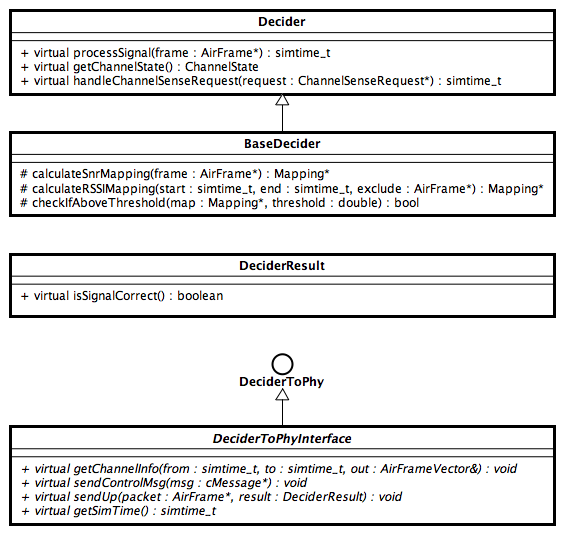 Decider
+ virtual processSignal(frame : AirFrame*) : simtime_t
+ virtual getChannelState() : ChannelState
+ virtual handleChannelSenseRequest(request : ChannelSenseRequest*) : simtime_t
BaseDecider
# calculateSnrMapping(frame : AirFrame*) : Mapping*
# calculateRSSIMapping(start : simtime_t, end : simtime_t, exclude : AirFrame*) : Mapping*
# checkIfAboveThreshold(map : Mapping*, threshold : double) : bool
DeciderResult
+ virtual isSignalCorrect() : boolean
DeciderToPhy
DeciderToPhyInterface
+ virtual getChannelInfo(from : simtime_t, to : simtime_t, out : AirFrameVector&) : void
+ virtual sendControlMsg(msg : cMessage*) : void
+ virtual sendUp(packet : AirFrame*, result : DeciderResult) : void
+ virtual getSimTime() : simtime_t